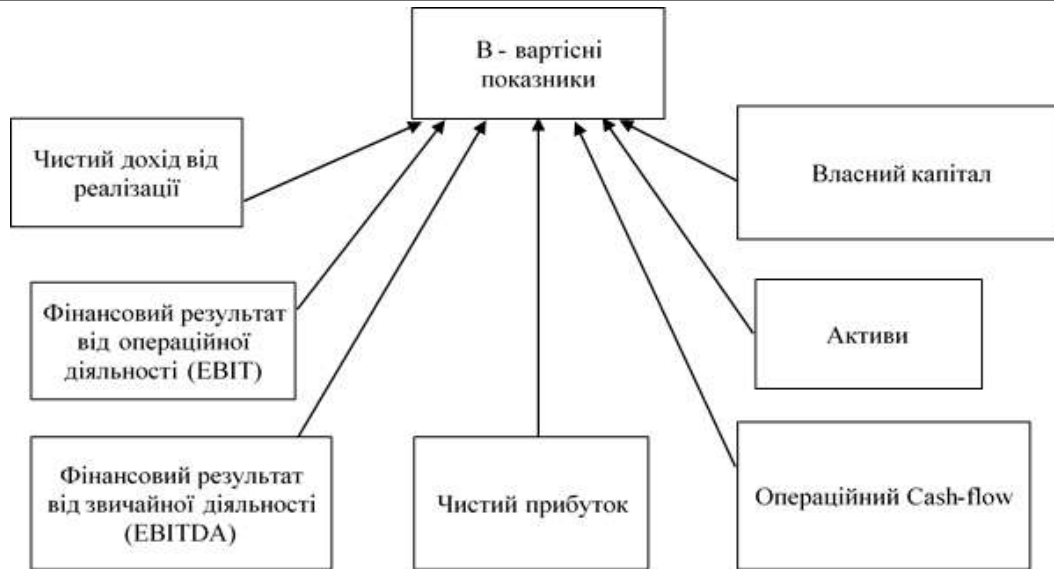 В - вартісні
показники
Чистий дохід від
реалізації
Власний капітал
Фінансовий результат
від операційної
діяльності (EBIT)
Активи
Фінансовий результат
від звичайної діяльності
(EBITDA)
Чистий прибуток
Операційний Cash-flow